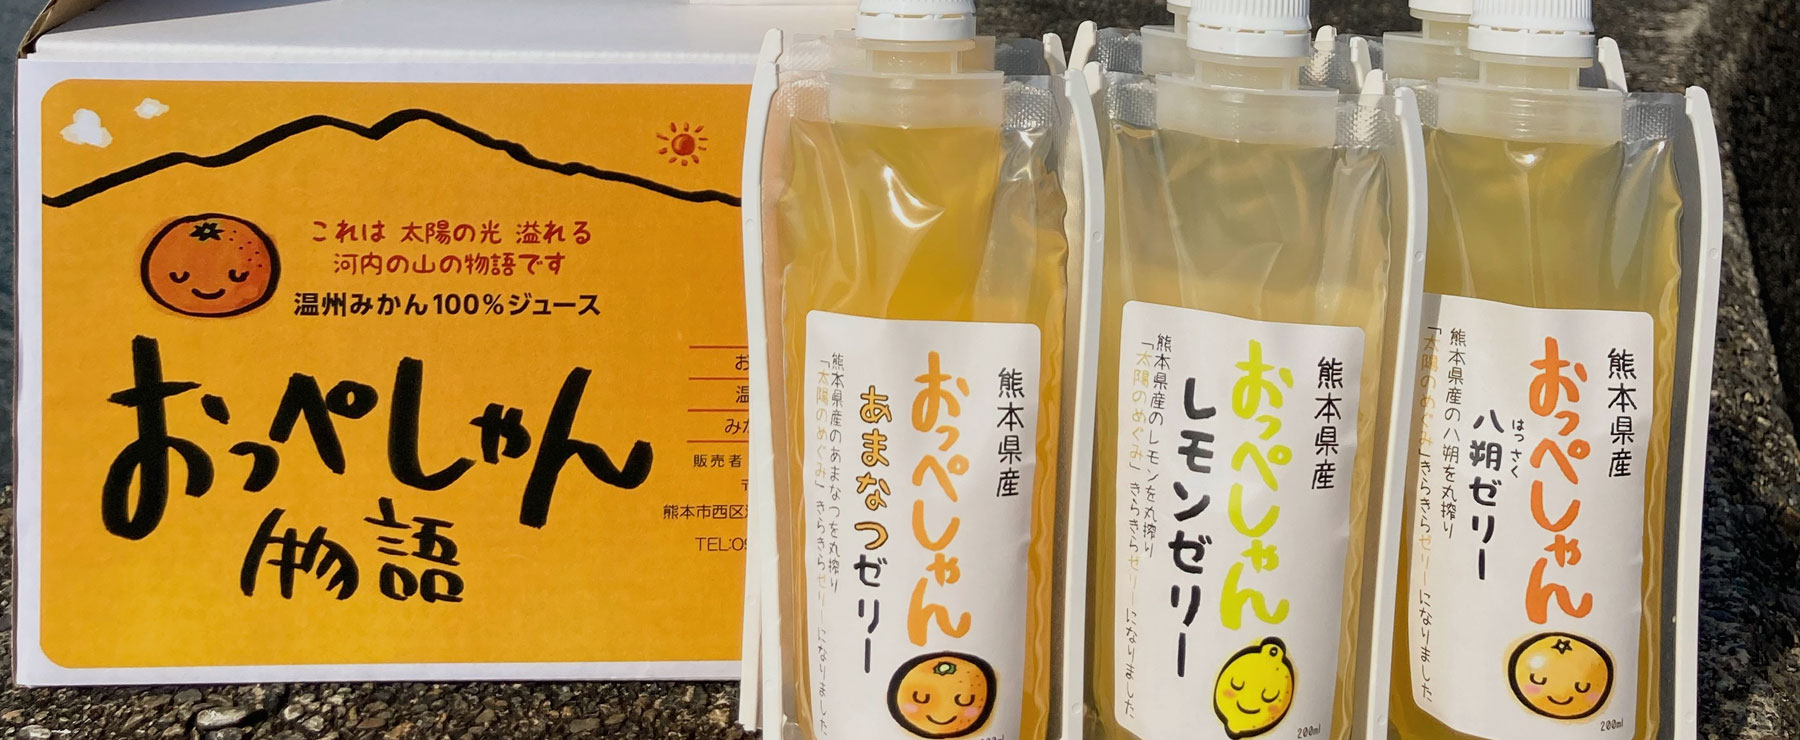 これは 太陽の光 溢れる
河内の山の物語です
温州みかん100%ジュース
おっぺしゃん
物語
お
温
みか
販売者
〒
熊本市西区
TEL:09
熊本県産
おっぺしゃん
あまなつゼリー
熊本県産のあまなつを丸搾り
「太陽のめぐみ」きらきらゼリーになりました
200ml
熊本県産
おっぺしゃん
レモンゼリー
熊本県産のレモンを丸搾り
「太陽のめぐみ」きらきらゼリーになりました
200ml
熊本県産
おっぺしゃん
はっさく
八朔ゼリー
熊本県産の八朔を丸搾り
「太陽のめぐみ」きらきらゼリーになりました
200ml